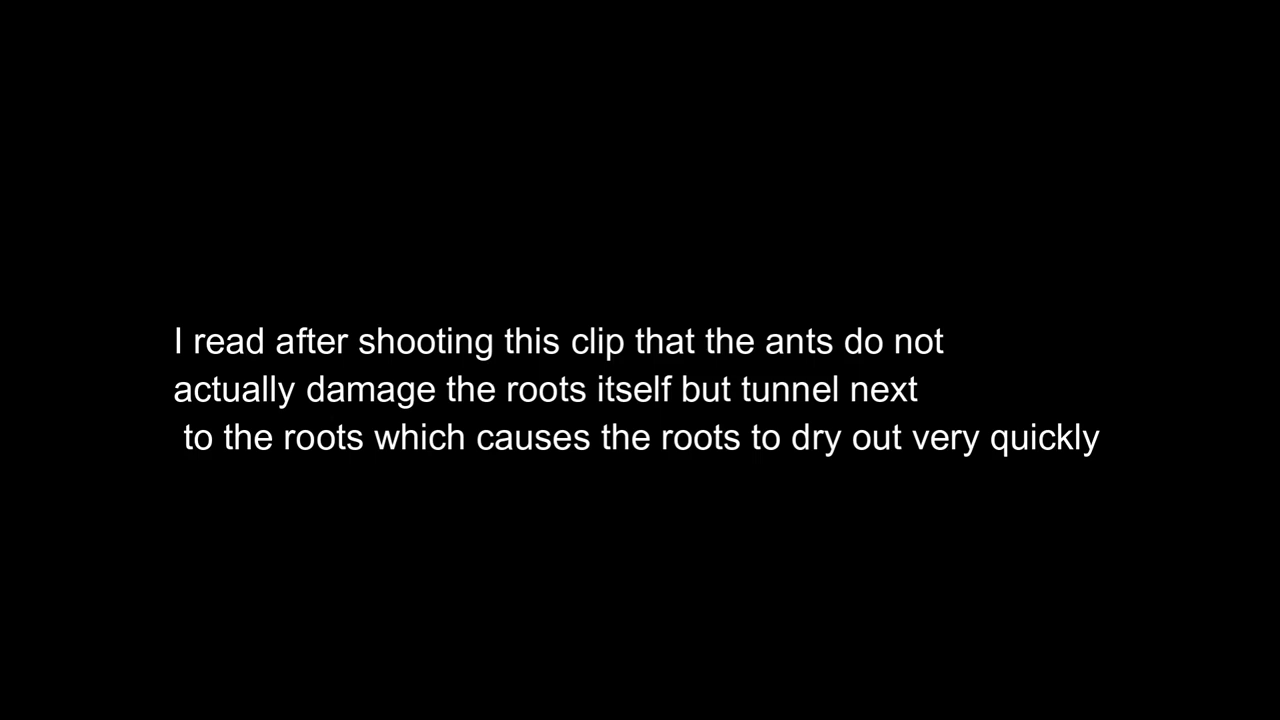 I read after shooting this clip that the ants do not
actually damage the roots itself but tunnel next
to the roots which causes the roots to dry out very quickly